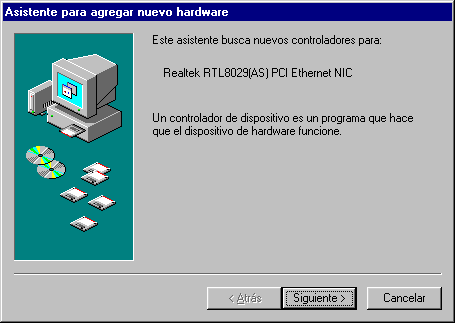 Asistente para agregar nuevo hardware
Este asistente busca nuevos controladores para:
Realtek RTL8029(AS) PCI Ethernet NIC
Un controlador de dispositivo es un programa que hace
que el dispositivo de hardware funcione.
< Atrás
Siguiente >
Cancelar